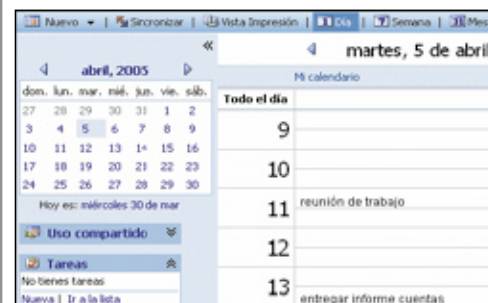 Nuevo | Sincronizar | Vista Impresión | 1 Día | 7 Semana | 31 Mes
«
martes, 5 de abril
abril, 2005
Mi calendario
dom. lun. mar. mié. jue. vie. sáb.
27 28 29 30 31 1 2
3 4 5 6 7 8 9
10 11 12 13 14 15 16
17 18 19 20 21 22 23
24 25 26 27 28 29 30
Hoy es: miércoles 30 de mar
Todo el día
9
10
11 reunión de trabajo
12
13 entregar informe cuentas
Uso compartido
Tareas
No tienes tareas
Nueva | Ir a la lista